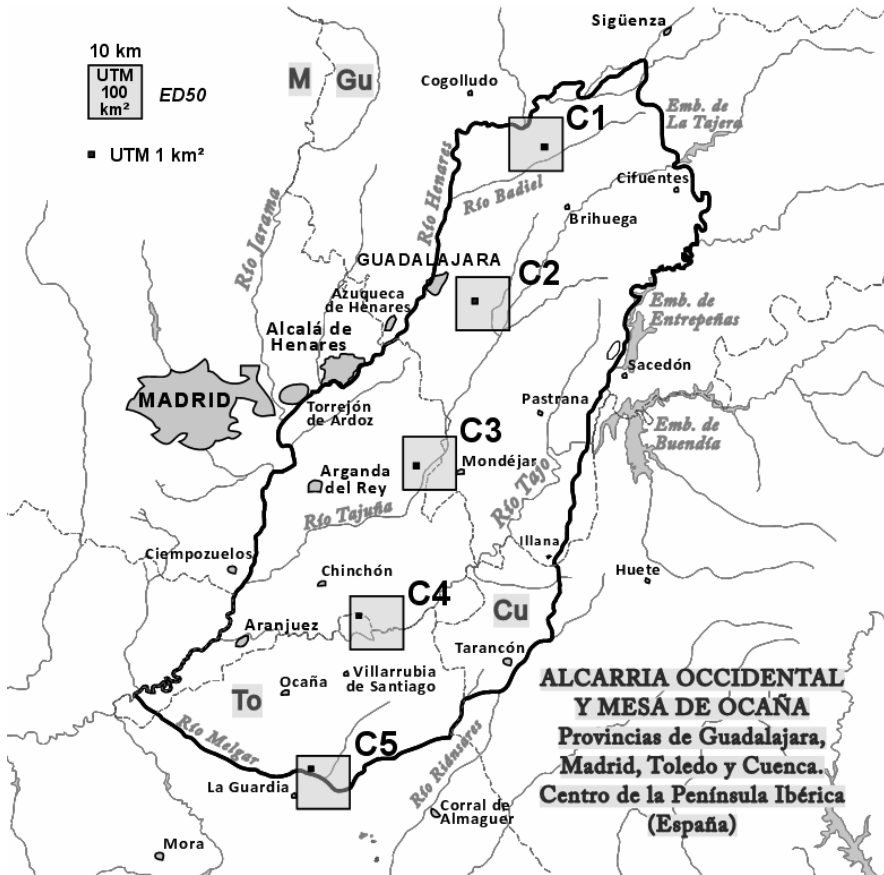 10 km
UTM
100
km²
ED50
UTM 1 km²
M
Gu
Sigüenza
Cogolludo
C1
Emb. de
La Tajera
Río Henares
Río Badiel
Cifuentes
Brihuega
Río Jarama
GUADALAJARA
C2
Azuqueca
de Henares
Emb. de
Entrepeñas
Alcalá de
Henares
Sacedón
MADRID
Torrejón
de Ardoz
Pastrana
Emb. de
Buendía
C3
Mondéjar
Arganda
del Rey
Río Tajuña
Río Tajo
Ciempozuelos
Illana
Huete
Chinchón
C4
Cu
Aranjuez
Tarancón
Villarrubia
de Santiago
Ocaña
To
ALCARRIA OCCIDENTAL
Y MESA DE OCAÑA
Provincias de Guadalajara,
Madrid, Toledo y Cuenca.
Centro de la Península Ibérica
(España)
Río Melgar
C5
Río Riánsares
La Guardia
Corral de
Almaguer
Mora